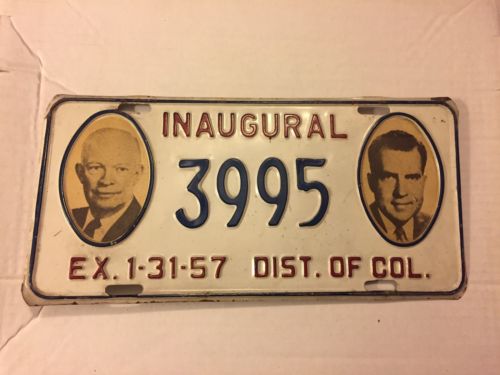 INAUGURAL
3995
EX. 1-31-57 DIST. OF COL.